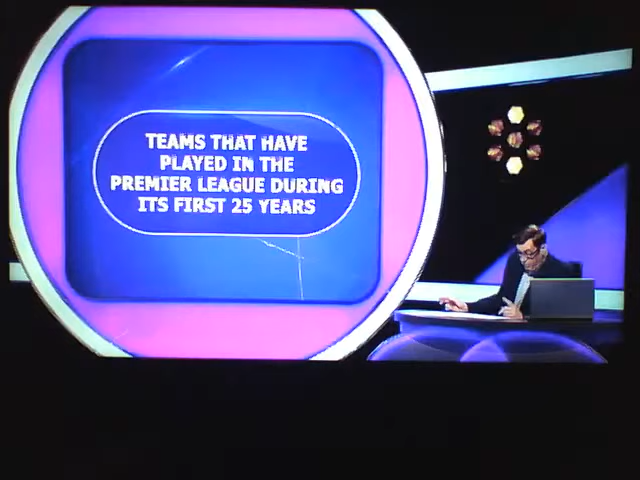 TEAMS THAT HAVE
PLAYED IN THE
PREMIER LEAGUE DURING
ITS FIRST 25 YEARS